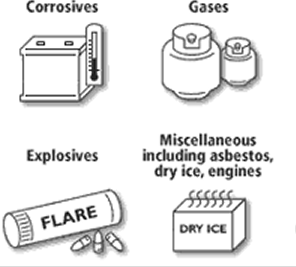 Corrosives
Gases
Explosives
Miscellaneous
including asbestos,
dry ice, engines
FLARE
DRY ICE